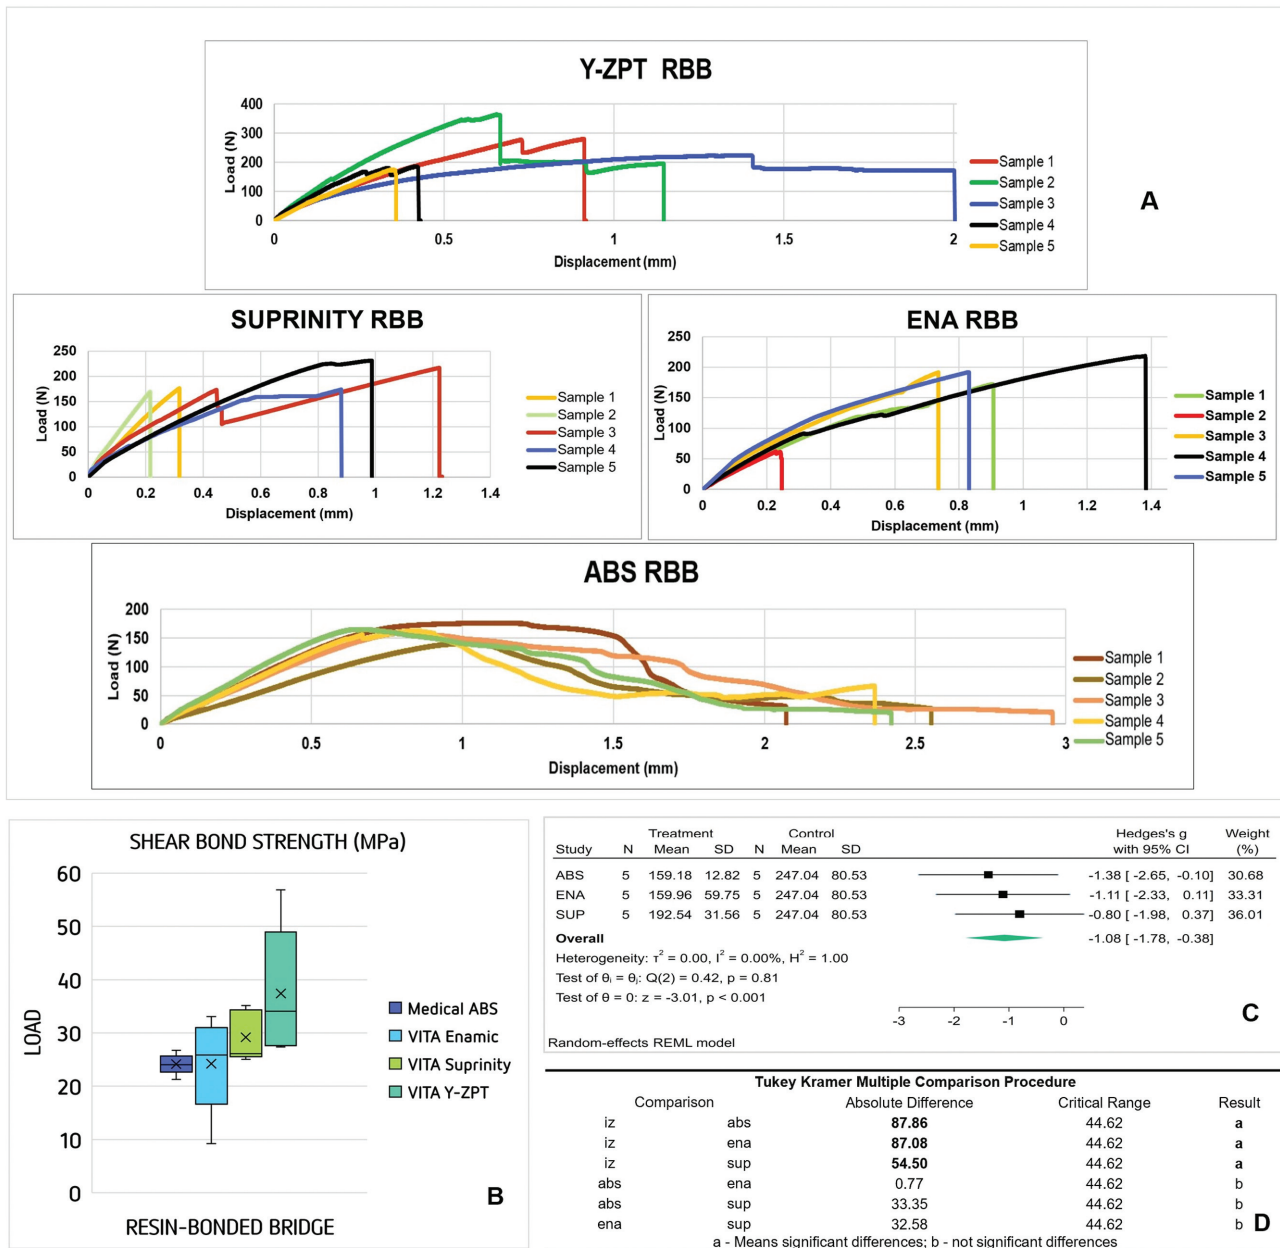 Y-ZPT RBB
400
300
200
100
0
Load (N)
0 0.5 1 1.5 2
Displacement (mm)
Sample 1
Sample 2
Sample 3
Sample 4
Sample 5
A
SUPRINITY RBB
250
200
150
100
50
0
Load (N)
0 0.2 0.4 0.6 0.8 1 1.2 1.4
Displacement (mm)
Sample 1
Sample 2
Sample 3
Sample 4
Sample 5
ENA RBB
250
200
150
100
50
0
Load (N)
0 0.2 0.4 0.6 0.8 1 1.2 1.4
Displacement (mm)
Sample 1
Sample 2
Sample 3
Sample 4
Sample 5
ABS RBB
200
150
100
50
0
Load (N)
0 0.5 1 1.5 2 2.5 3
Displacement (mm)
Sample 1
Sample 2
Sample 3
Sample 4
Sample 5
SHEAR BOND STRENGTH (MPa)
60
50
40
30
20
10
0
LOAD
RESIN-BONDED BRIDGE
Medical ABS
VITA Enamic
VITA Suprinity
VITA Y-ZPT
B
Treatment Control Hedges's g Weight
Study N Mean SD N Mean SD with 95% CI (%)
ABS 5 159.18 12.82 5 247.04 80.53 -1.38 [ -2.65, -0.10] 30.68
ENA 5 159.96 59.75 5 247.04 80.53 -1.11 [ -2.33, 0.11] 33.31
SUP 5 192.54 31.56 5 247.04 80.53 -0.80 [ -1.98, 0.37] 36.01
Overall -1.08 [ -1.78, -0.38]
Heterogeneity: τ² = 0.00, I² = 0.00%, H² = 1.00
Test of θᵢ = θⱼ: Q(2) = 0.42, p = 0.81
Test of θ = 0: z = -3.01, p < 0.001
-3 -2 -1 0
C
Random-effects REML model
Tukey Kramer Multiple Comparison Procedure
Comparison Absolute Difference Critical Range Result
iz abs 87.86 44.62 a
iz ena 87.08 44.62 a
iz sup 54.50 44.62 a
abs ena 0.77 44.62 b
abs sup 33.35 44.62 b
ena sup 32.58 44.62 b
D
a - Means significant differences; b - not significant differences